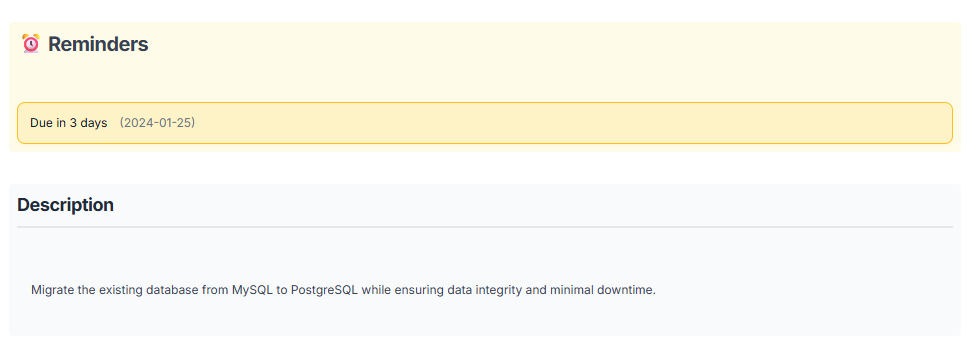 Reminders
Due in 3 days (2024-01-25)
Description
Migrate the existing database from MySQL to PostgreSQL while ensuring data integrity and minimal downtime.